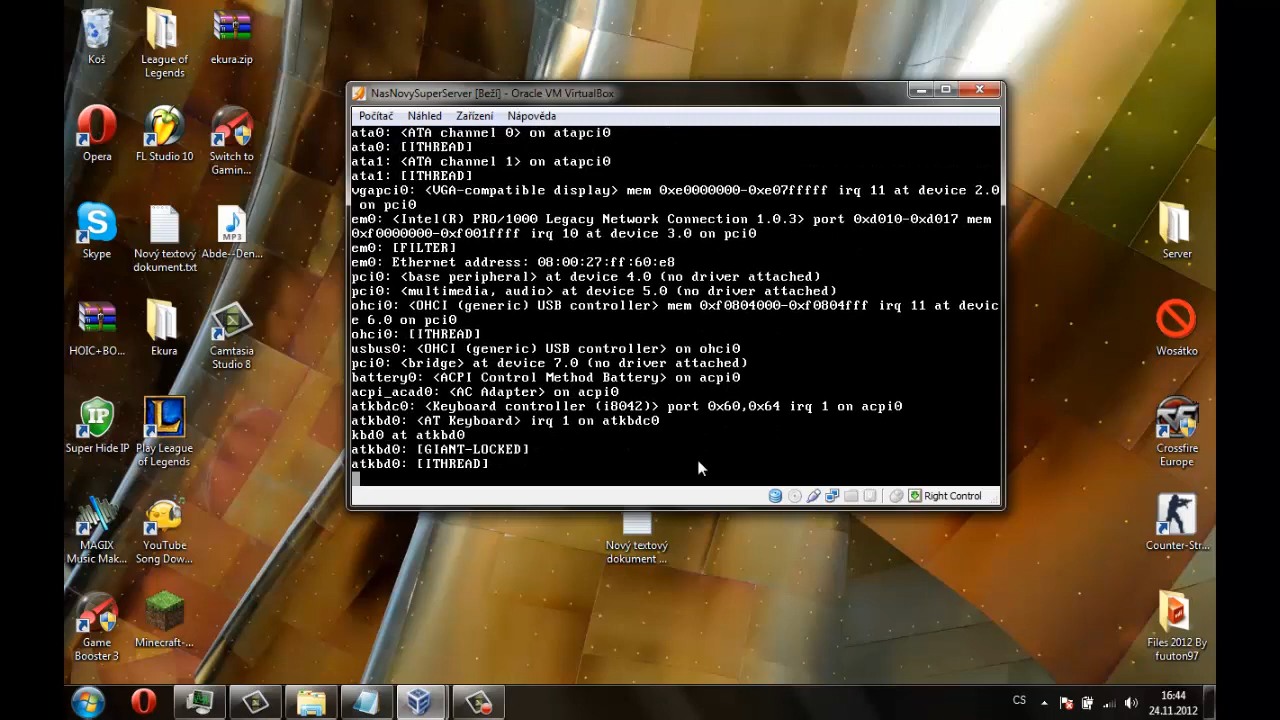 Koš
League of
Legends
ekura.zip
Opera
FL Studio 10
Switch to
Gamin...
Skype
Nový textový
dokument.txt
Abde--Den...
MP3
HOIC+BO...
Ekura
Camtasia
Studio 8
IP
Super Hide IP
Play League
of Legends
MAGIX
Music Mak...
YouTube
Song Dow...
Game
Booster 3
Minecraft-...
NasNovySuperServer [Beží] - Oracle VM VirtualBox
Počítač Náhled Zařízení Nápověda
ata0: <ATA channel 0> on atapci0
ata0: [ITHREAD]
ata1: <ATA channel 1> on atapci0
ata1: [ITHREAD]
vgapci0: <VGA-compatible display> mem 0xe0000000-0xe07fffff irq 11 at device 2.0
on pci0
em0: <Intel(R) PRO/1000 Legacy Network Connection 1.0.3> port 0xd010-0xd017 mem
0xf0000000-0xf001ffff irq 10 at device 3.0 on pci0
em0: [FILTER]
em0: Ethernet address: 08:00:27:ff:60:e8
pci0: <base peripheral> at device 4.0 (no driver attached)
pci0: <multimedia, audio> at device 5.0 (no driver attached)
ohci0: <OHCI (generic) USB controller> mem 0xf0804000-0xf0804fff irq 11 at devic
e 6.0 on pci0
ohci0: [ITHREAD]
usbus0: <OHCI (generic) USB controller> on ohci0
pci0: <bridge> at device 7.0 (no driver attached)
battery0: <ACPI Control Method Battery> on acpi0
acpi_acad0: <AC Adapter> on acpi0
atkbdc0: <Keyboard controller (i8042)> port 0x60,0x64 irq 1 on acpi0
atkbd0: <AT Keyboard> irq 1 on atkbdc0
kbd0 at atkbd0
atkbd0: [GIANT-LOCKED]
atkbd0: [ITHREAD]
Right Control
Nový textový
dokument ...
Server
Wosátko
Crossfire
Europe
Counter-Str...
Files 2012 By
fuuton97
CS
16:44
24.11.2012